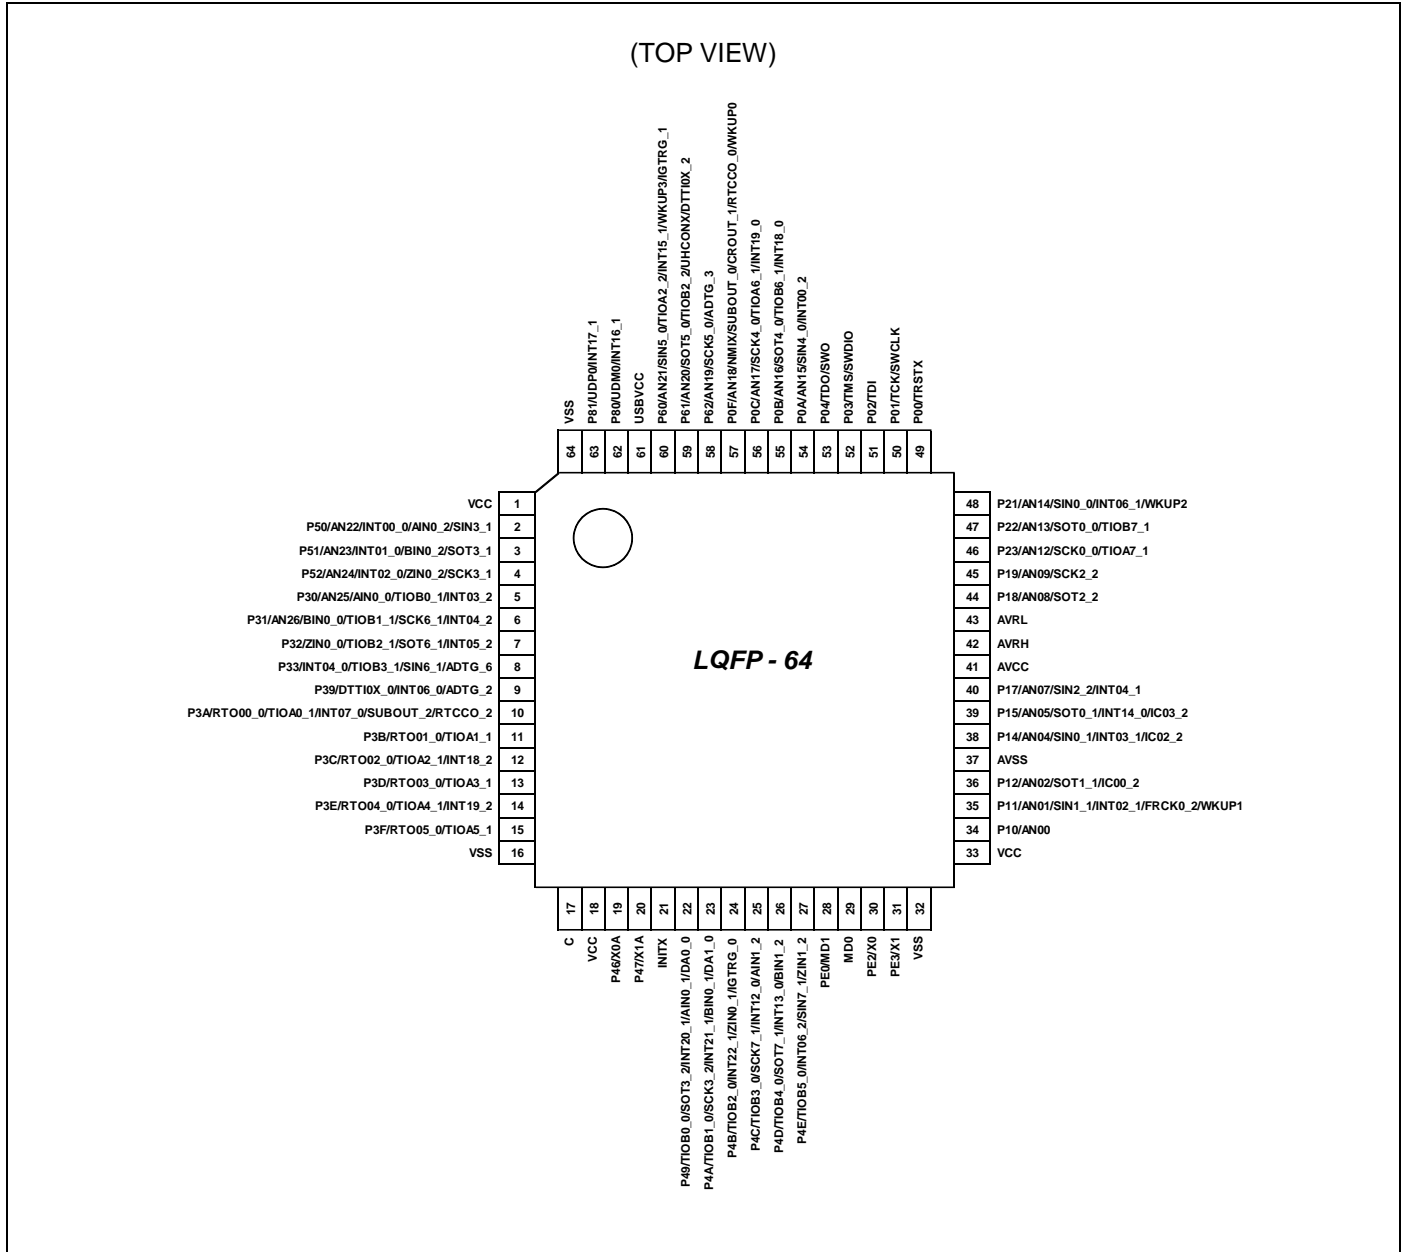 (TOP VIEW)
VSS
P81/UDP0/INT17_1
P80/UDM0/INT16_1
USBVCC
P60/AN21/SIN5_0/TIOA2_2/INT15_1/WKUP3/IGTRG_1
P61/AN20/SOT5_0/TIOB2_2/UHCONX/DTTI0X_2
P62/AN19/SCK5_0/ADTG_3
P0F/AN18/NMIX/SUBOUT_0/CROUT_1/RTCCO_0/WKUP0
P0C/AN17/SCK4_0/TIOA6_1/INT19_0
P0B/AN16/SOT4_0/TIOB6_1/INT18_0
P0A/AN15/SIN4_0/INT00_2
P04/TDO/SWO
P03/TMS/SWDIO
P02/TDI
P01/TCK/SWCLK
P00/TRSTX
64 63 62 61 60 59 58 57 56 55 54 53 52 51 50 49
VCC 1
P50/AN22/INT00_0/AIN0_2/SIN3_1 2
P51/AN23/INT01_0/BIN0_2/SOT3_1 3
P52/AN24/INT02_0/ZIN0_2/SCK3_1 4
P30/AN25/AIN0_0/TIOB0_1/INT03_2 5
P31/AN26/BIN0_0/TIOB1_1/SCK6_1/INT04_2 6
P32/ZIN0_0/TIOB2_1/SOT6_1/INT05_2 7
P33/INT04_0/TIOB3_1/SIN6_1/ADTG_6 8
P39/DTTI0X_0/INT06_0/ADTG_2 9
P3A/RTO00_0/TIOA0_1/INT07_0/SUBOUT_2/RTCCO_2 10
P3B/RTO01_0/TIOA1_1 11
P3C/RTO02_0/TIOA2_1/INT18_2 12
P3D/RTO03_0/TIOA3_1 13
P3E/RTO04_0/TIOA4_1/INT19_2 14
P3F/RTO05_0/TIOA5_1 15
VSS 16
LQFP - 64
48 P21/AN14/SIN0_0/INT06_1/WKUP2
47 P22/AN13/SOT0_0/TIOB7_1
46 P23/AN12/SCK0_0/TIOA7_1
45 P19/AN09/SCK2_2
44 P18/AN08/SOT2_2
43 AVRL
42 AVRH
41 AVCC
40 P17/AN07/SIN2_2/INT04_1
39 P15/AN05/SOT0_1/INT14_0/IC03_2
38 P14/AN04/SIN0_1/INT03_1/IC02_2
37 AVSS
36 P12/AN02/SOT1_1/IC00_2
35 P11/AN01/SIN1_1/INT02_1/FRCK0_2/WKUP1
34 P10/AN00
33 VCC
17 18 19 20 21 22 23 24 25 26 27 28 29 30 31 32
C
VCC
P46/X0A
P47/X1A
INITX
P49/TIOB0_0/SOT3_2/INT20_1/AIN0_1/DA0_0
P4A/TIOB1_0/SCK3_2/INT21_1/BIN0_1/DA1_0
P4B/TIOB2_0/INT22_1/ZIN0_1/IGTRG_0
P4C/TIOB3_0/SCK7_1/INT12_0/AIN1_2
P4D/TIOB4_0/SOT7_1/INT13_0/BIN1_2
P4E/TIOB5_0/INT06_2/SIN7_1/ZIN1_2
PE0/MD1
MD0
PE2/X0
PE3/X1
VSS